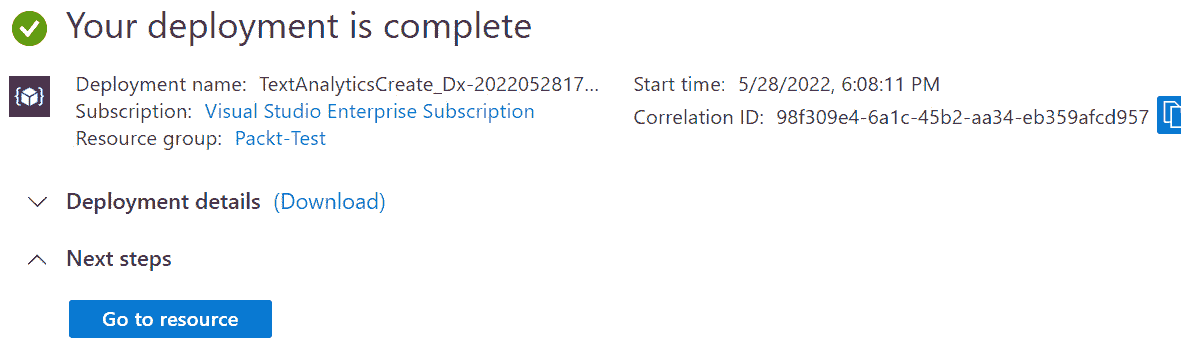 Your deployment is complete
Deployment name: TextAnalyticsCreate_Dx-2022052817...
Subscription: Visual Studio Enterprise Subscription
Resource group: Packt-Test
Start time: 5/28/2022, 6:08:11 PM
Correlation ID: 98f309e4-6a1c-45b2-aa34-eb359afcd957
Deployment details (Download)
Next steps
Go to resource